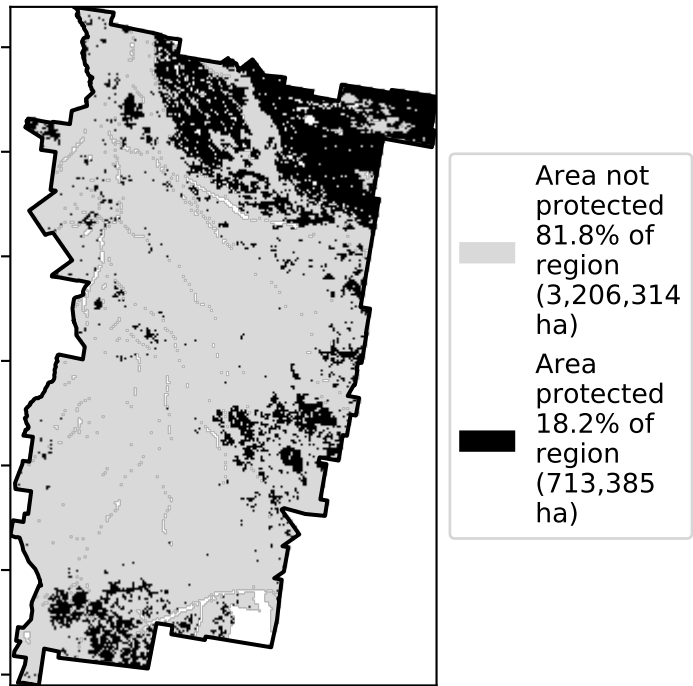 Area not
protected
81.8% of
region
(3,206,314
ha)
Area
protected
18.2% of
region
(713,385
ha)